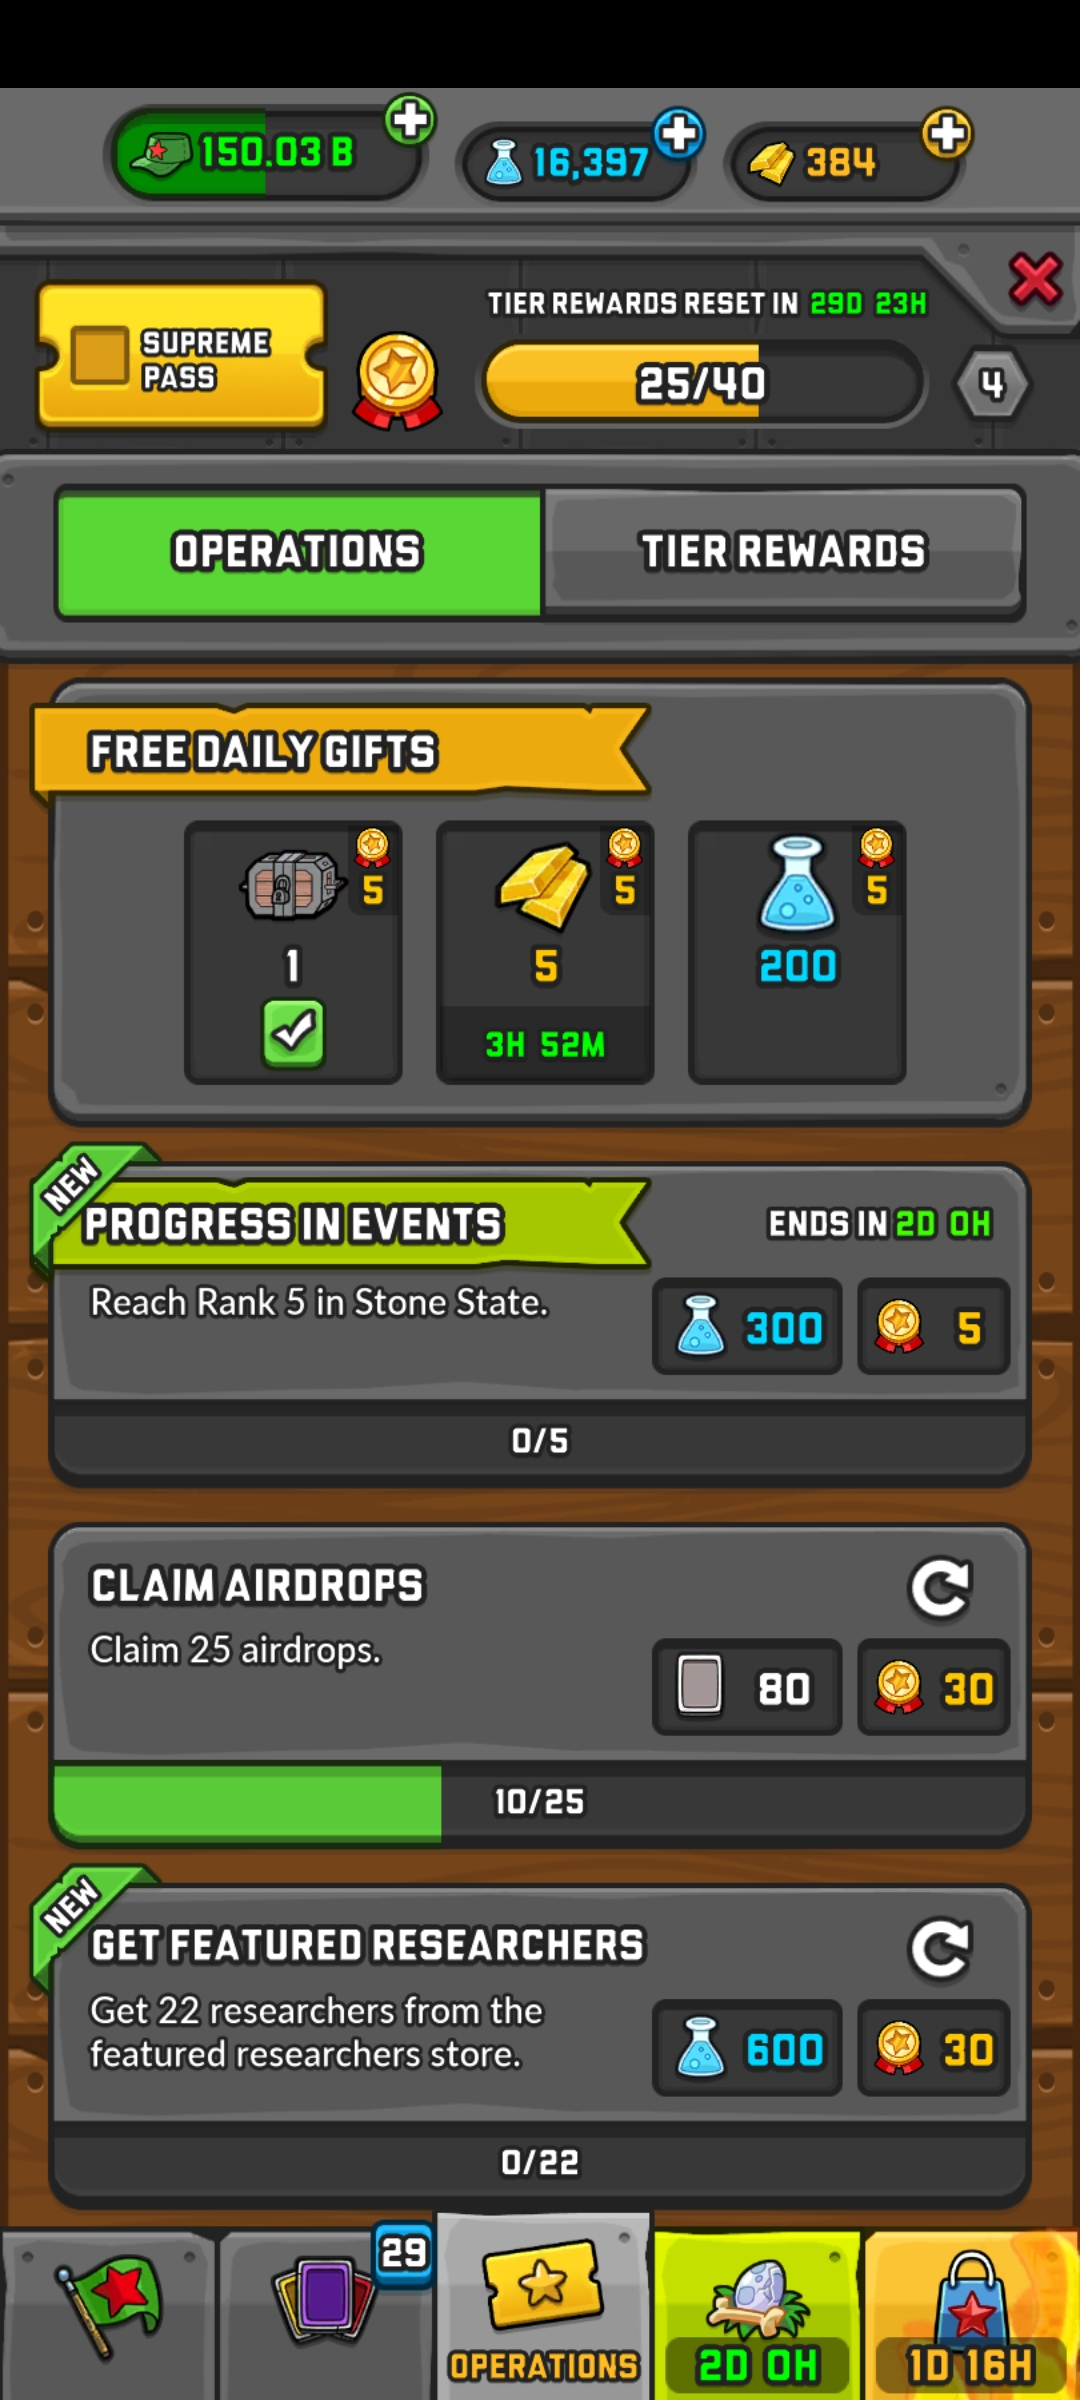 150.03 B
16,397
384
TIER REWARDS RESET IN 29D 23H
SUPREME
PASS
25/40
4
OPERATIONS
TIER REWARDS
FREE DAILY GIFTS
5
5
5
1
5
200
3H 52M
NEW
PROGRESS IN EVENTS
ENDS IN 2D 0H
Reach Rank 5 in Stone State.
300
5
0/5
CLAIM AIRDROPS
Claim 25 airdrops.
80
30
10/25
NEW
GET FEATURED RESEARCHERS
Get 22 researchers from the
featured researchers store.
600
30
0/22
29
OPERATIONS
2D 0H
1D 16H